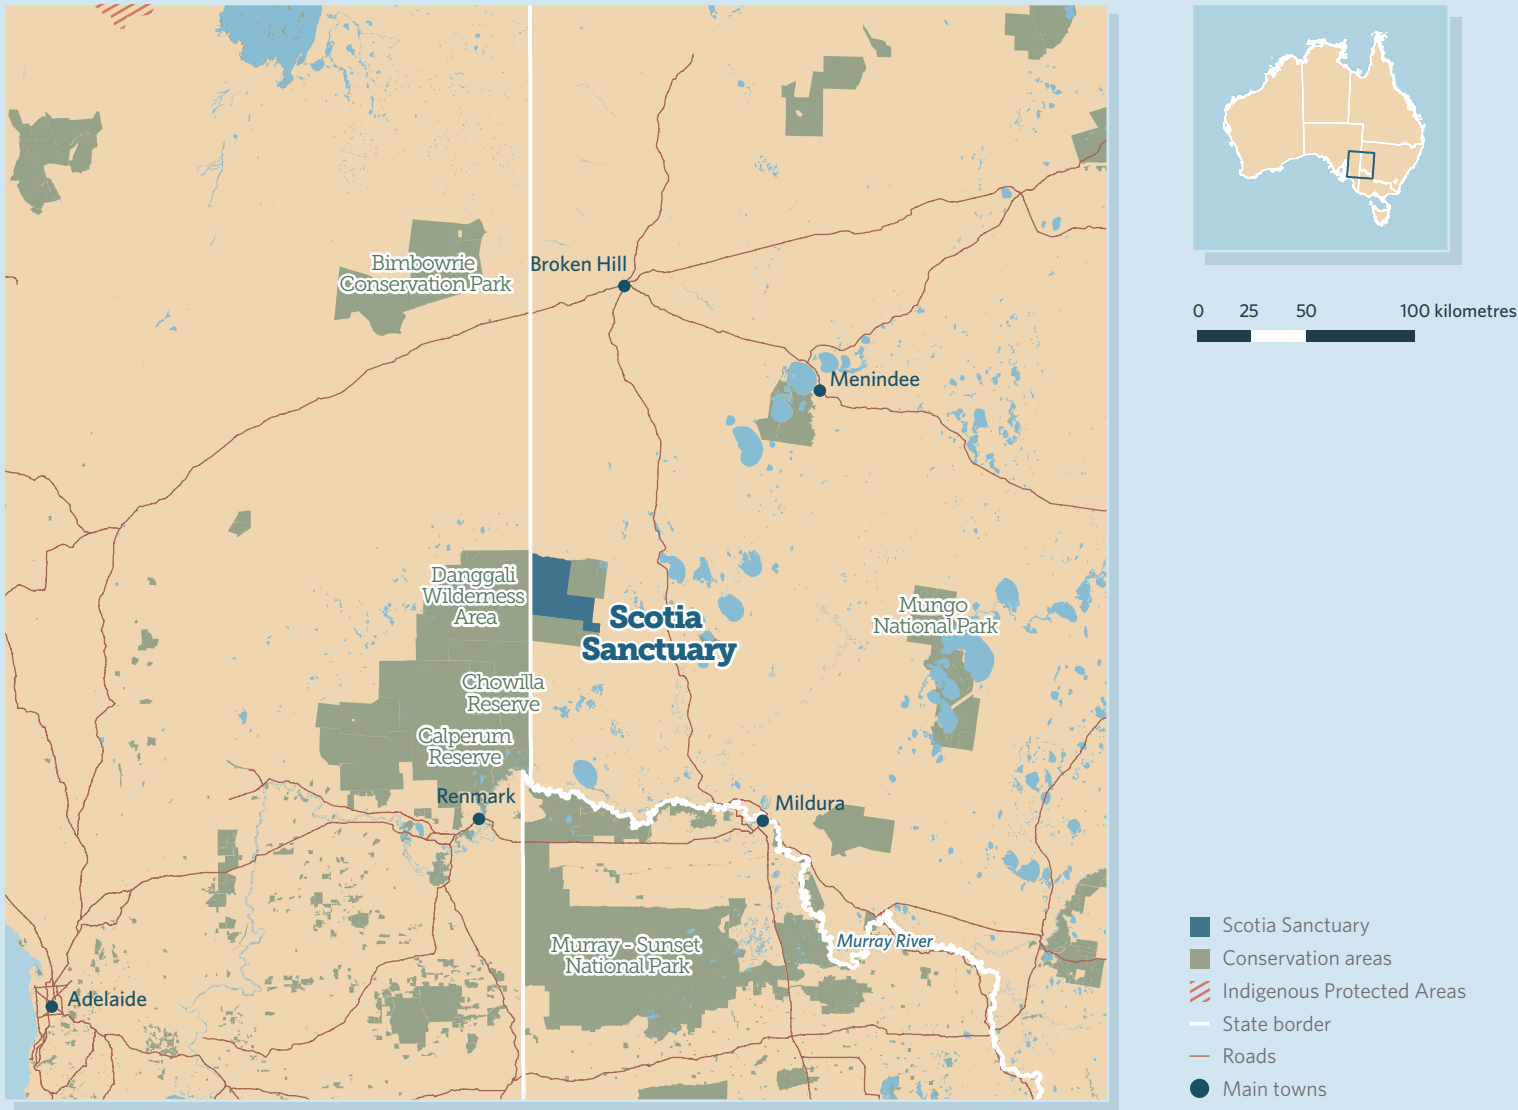 Bimbowrie
Conservation Park
Broken Hill
Menindee
Danggali
Wilderness
Area
Scotia
Sanctuary
Mungo
National Park
Chowilla
Reserve
Calperum
Reserve
Renmark
Mildura
Murray - Sunset
National Park
Murray River
Adelaide
0 25 50 100 kilometres
Scotia Sanctuary
Conservation areas
Indigenous Protected Areas
State border
Roads
Main towns